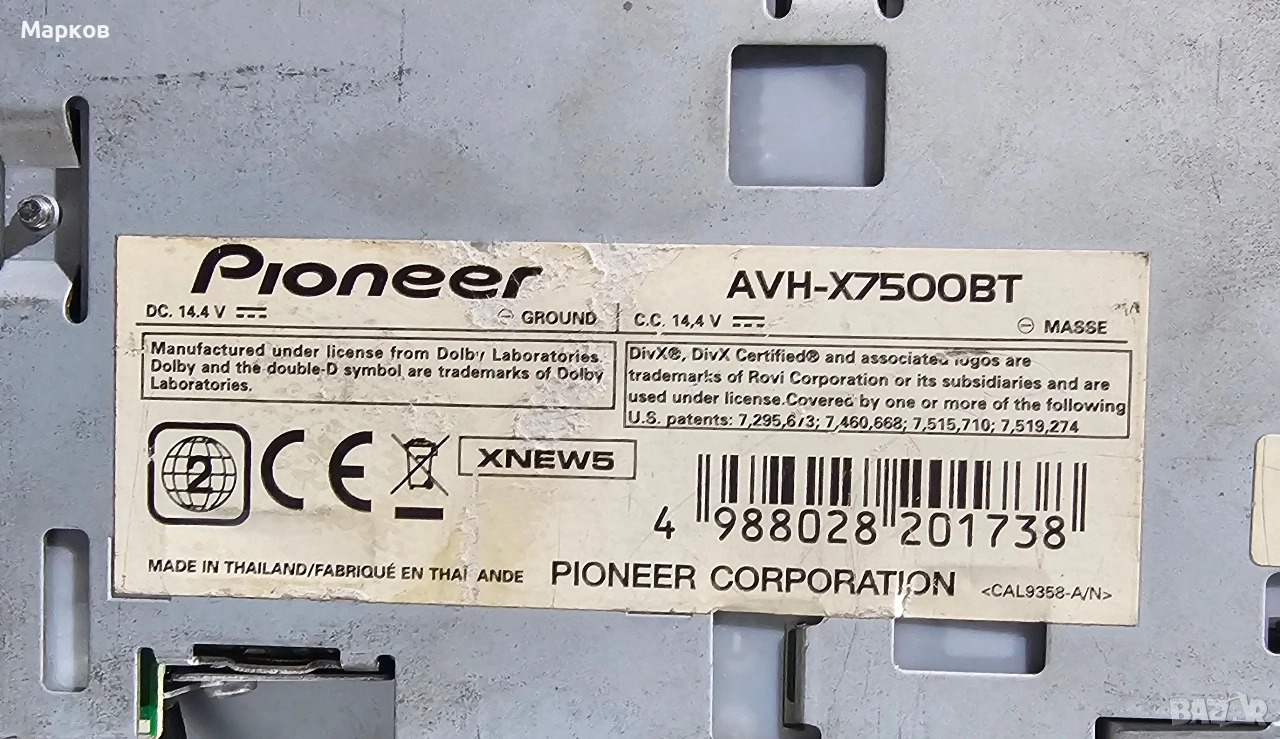 Марков
Pioneer
AVH-X7500BT
DC. 14.4 V
⊖ GROUND
C.C. 14,4 V
⊖ MASSE
Manufactured under license from Dolby Laboratories.
Dolby and the double-D symbol are trademarks of Dolby
Laboratories.
DivX®, DivX Certified® and associated logos are
trademarks of Rovi Corporation or its subsidiaries and are
used under license.Covered by one or more of the following
U.S. patents: 7,295,673; 7,460,668; 7,515,710; 7,519,274
2
CE
XNEW5
4 988028 201738
MADE IN THAILAND/FABRIQUÉ EN THAÏLANDE
PIONEER CORPORATION
<CAL9358-A/N>
BAZAR